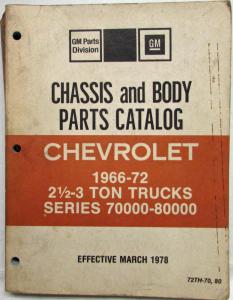 GM Parts
Division
GM
CHASSIS and BODY
PARTS CATALOG
CHEVROLET
1966-72
2½-3 TON TRUCKS
SERIES 70000-80000
EFFECTIVE MARCH 1978
72TH-70, 80